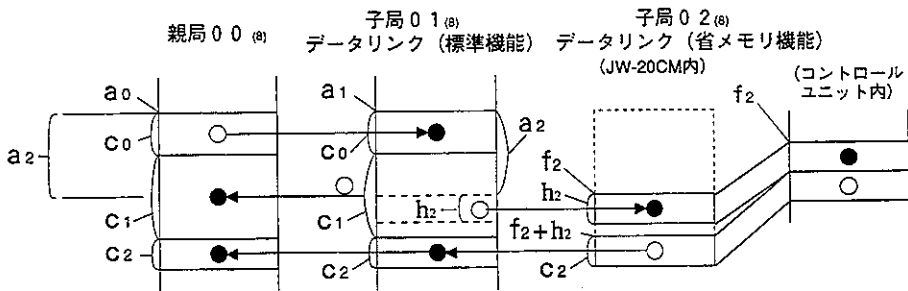 親局00(8)
子局01(8)
データリンク（標準機能）
子局02(8)
データリンク（省メモリ機能）
(JW-20CM内)
(コントロール
ユニット内)
a0
a1
f2
a2
C0
C0
a2
f2
h2
C1
C1
h2
f2+h2
C2
C2
C2